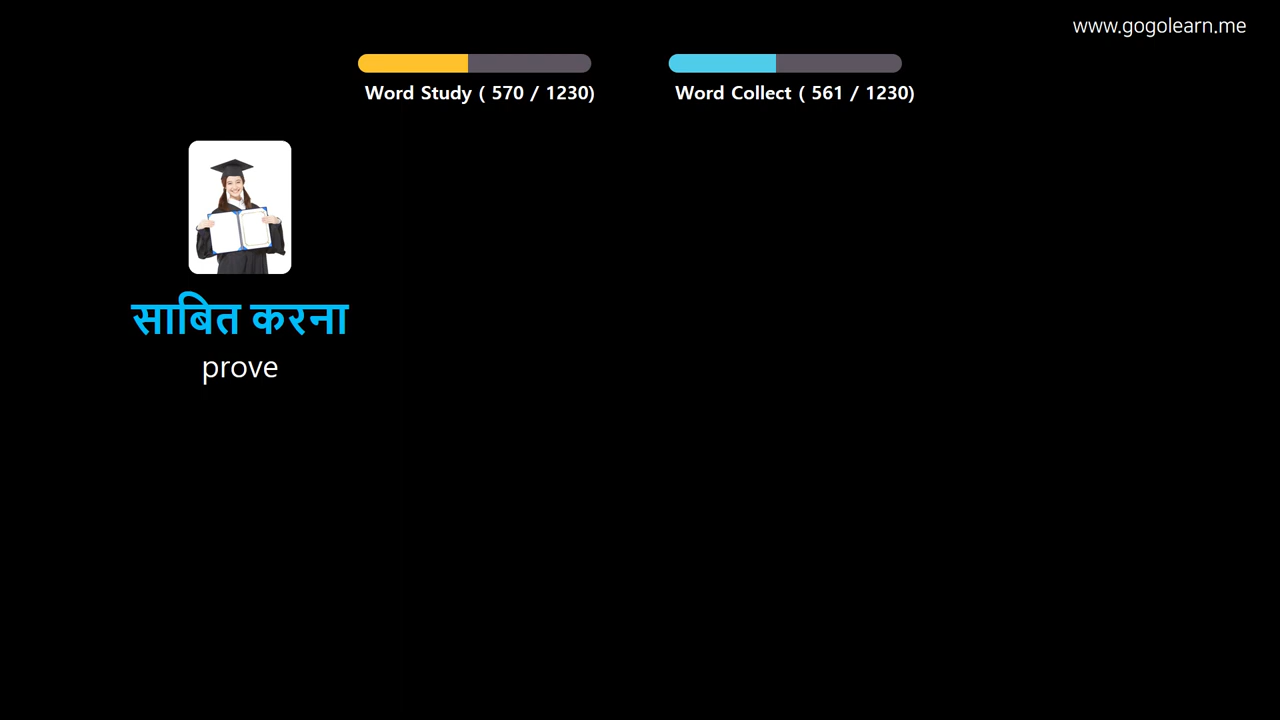 www.gogolearn.me
Word Study ( 570 / 1230)
Word Collect ( 561 / 1230)
साबित करना
prove